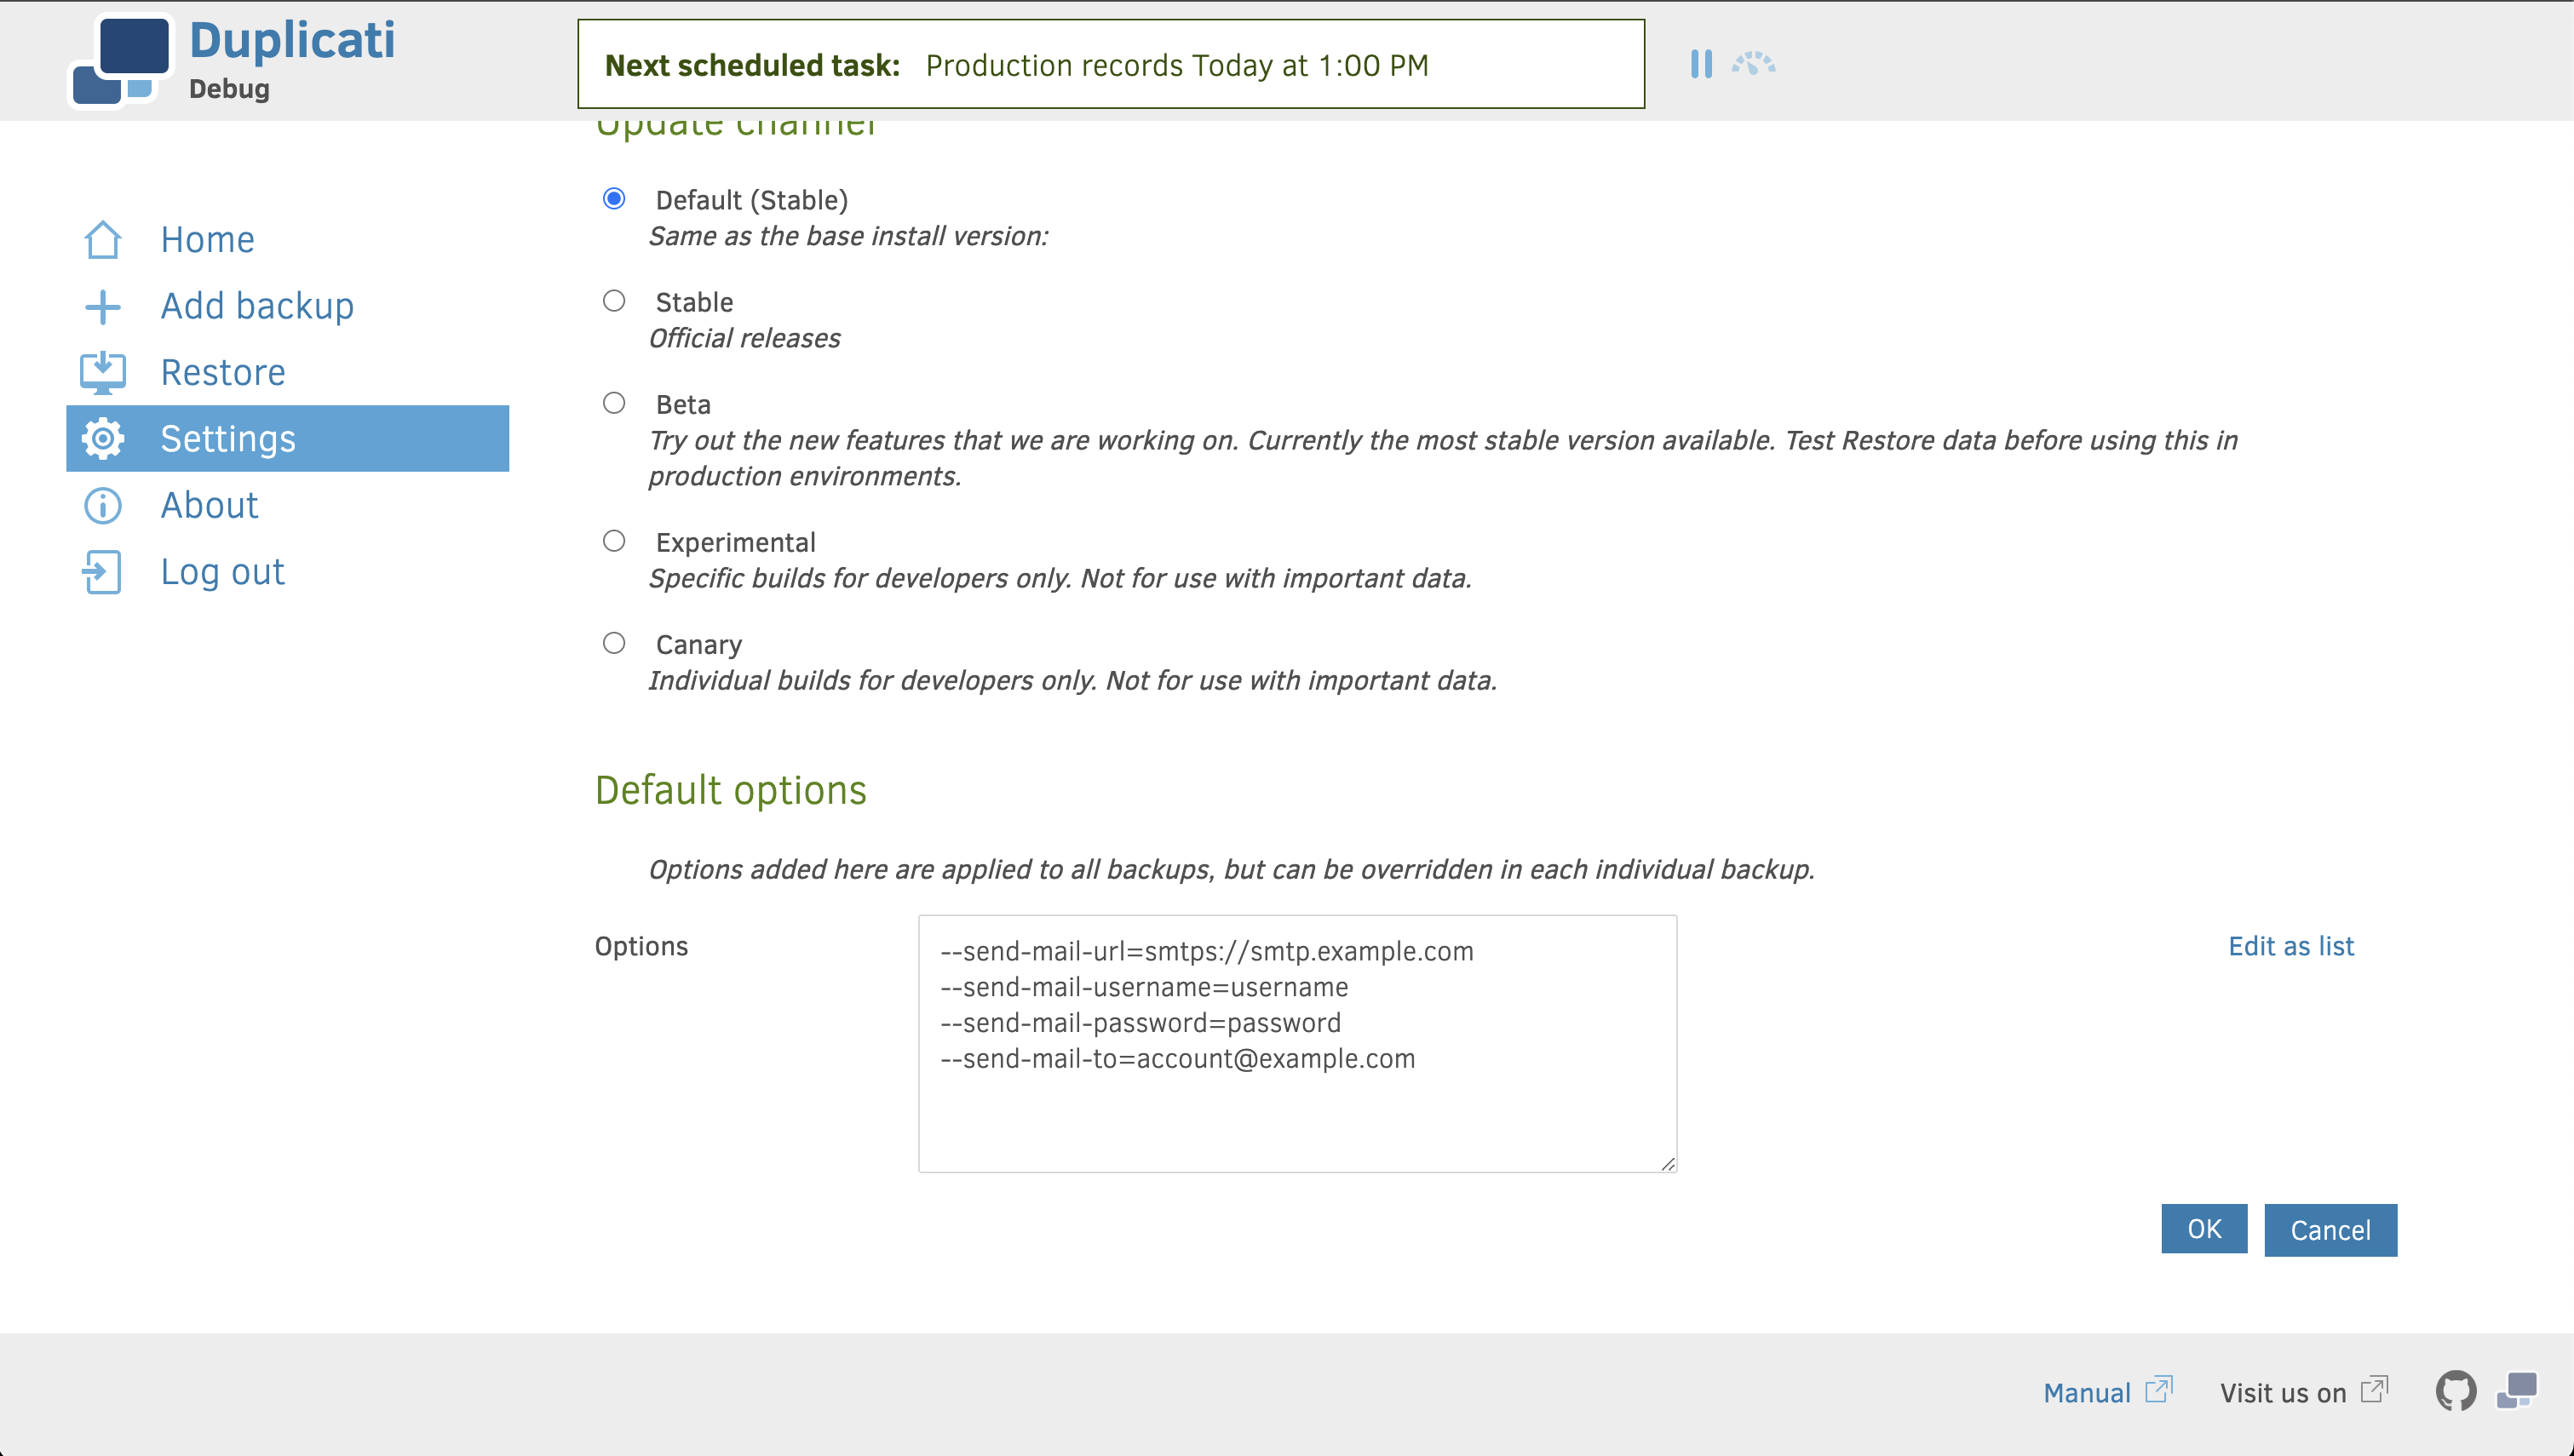 Duplicati
Debug
Next scheduled task: Production records Today at 1:00 PM
Home
Add backup
Restore
Settings
About
Log out
Update channel
Default (Stable)
Same as the base install version:
Stable
Official releases
Beta
Try out the new features that we are working on. Currently the most stable version available. Test Restore data before using this in
production environments.
Experimental
Specific builds for developers only. Not for use with important data.
Canary
Individual builds for developers only. Not for use with important data.
Default options
Options added here are applied to all backups, but can be overridden in each individual backup.
Options
--send-mail-url=smtps://smtp.example.com
--send-mail-username=username
--send-mail-password=password
--send-mail-to=account@example.com
Edit as list
OK
Cancel
Manual
Visit us on